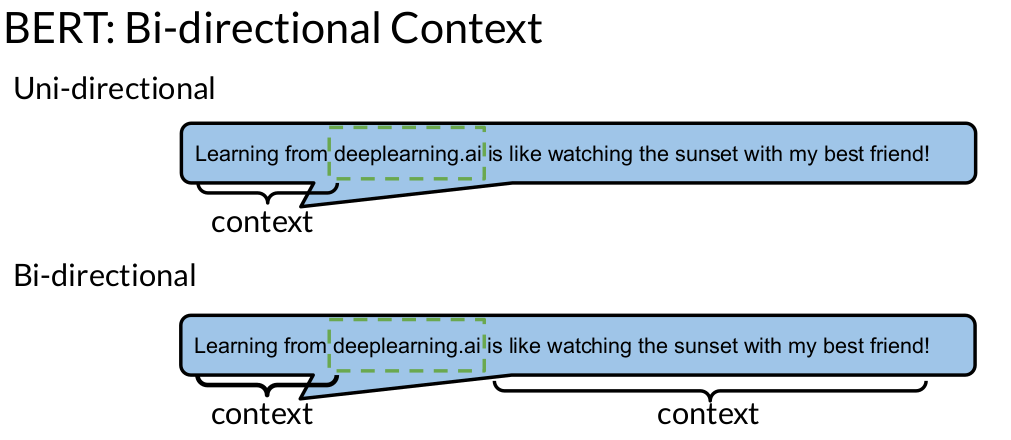 BERT: Bi-directional Context
Uni-directional
Learning from deeplearning.ai is like watching the sunset with my best friend!
context
Bi-directional
Learning from deeplearning.ai is like watching the sunset with my best friend!
context context